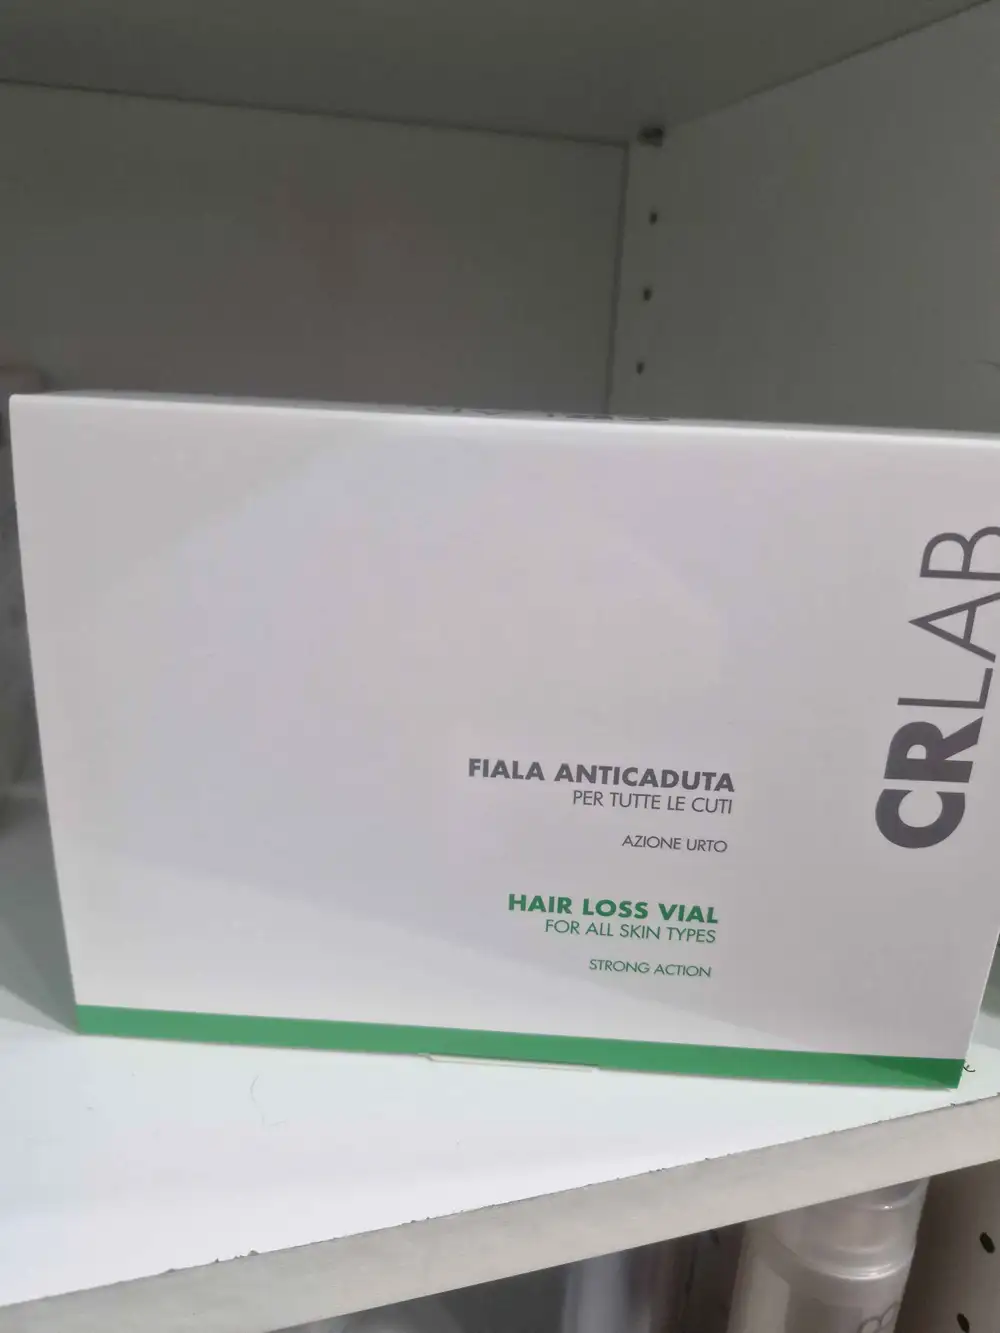 FIALA ANTICADUTA
PER TUTTE LE CUTI
AZIONE URTO
HAIR LOSS VIAL
FOR ALL SKIN TYPES
STRONG ACTION
CRLAB